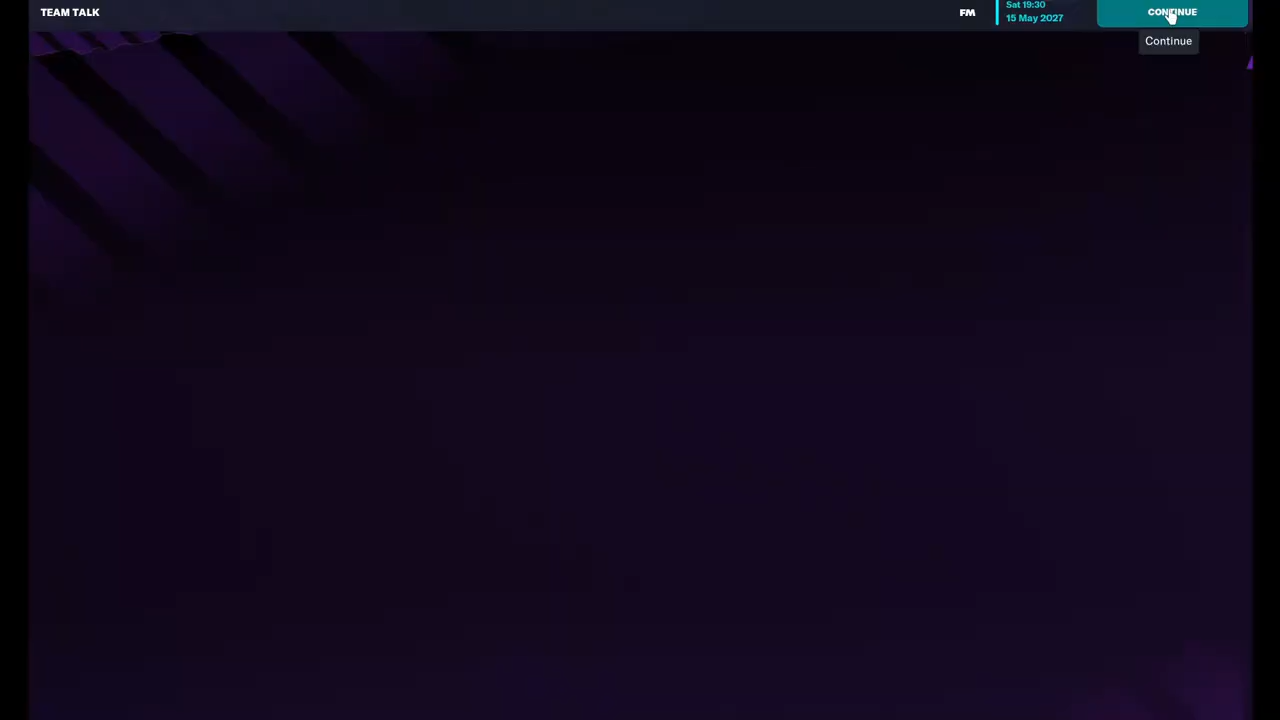 TEAM TALK
FM
Sat 19:30
15 May 2027
CONTINUE
Continue